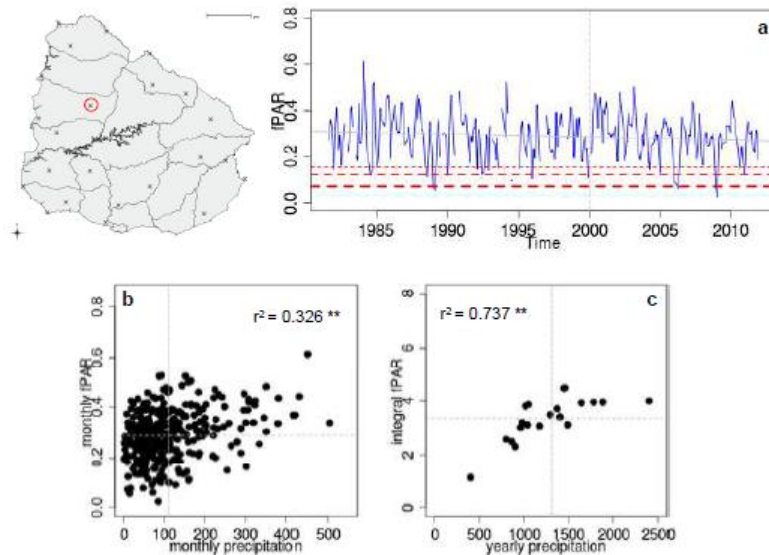 a
fPAR
0.8
0.6
0.4
0.2
0.0
1985 1990 1995 2000 2005 2010
Time
b
r² = 0.326 **
monthly fPAR
0.8
0.6
0.4
0.2
0.0
0 100 200 300 400 500
monthly precipitation
c
r² = 0.737 **
integral fPAR
8
6
4
2
0
0 500 1000 1500 2000 2500
yearly precipitation